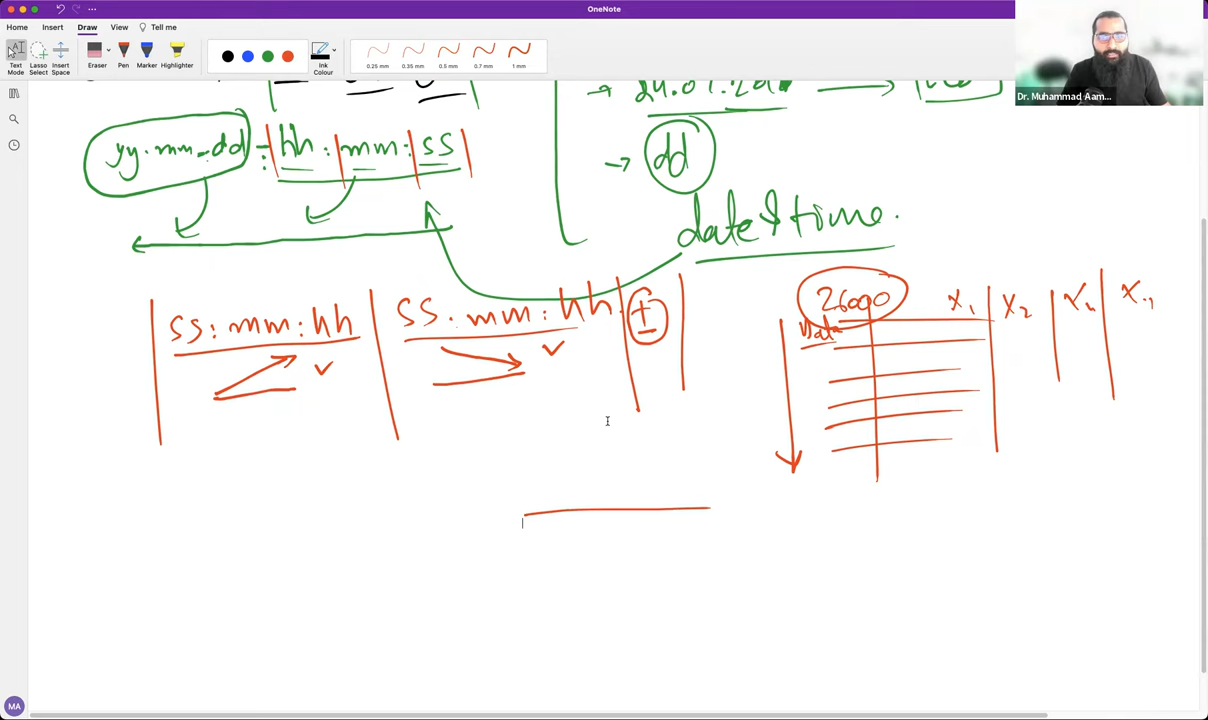 OneNote
Home Insert Draw View Tell me
Text Mode
Lasso Select
Insert Space
Eraser
Pen
Marker
Highlighter
Ink Colour
0.25 mm
0.35 mm
0.5 mm
0.7 mm
1 mm
Dr. Muhammad Aam...
yy.mm-dd-: hh : mm : ss
→ dd
date & time.
ss: mm: hh
ss. mm: hh. ±
26000
X1 X2
MA